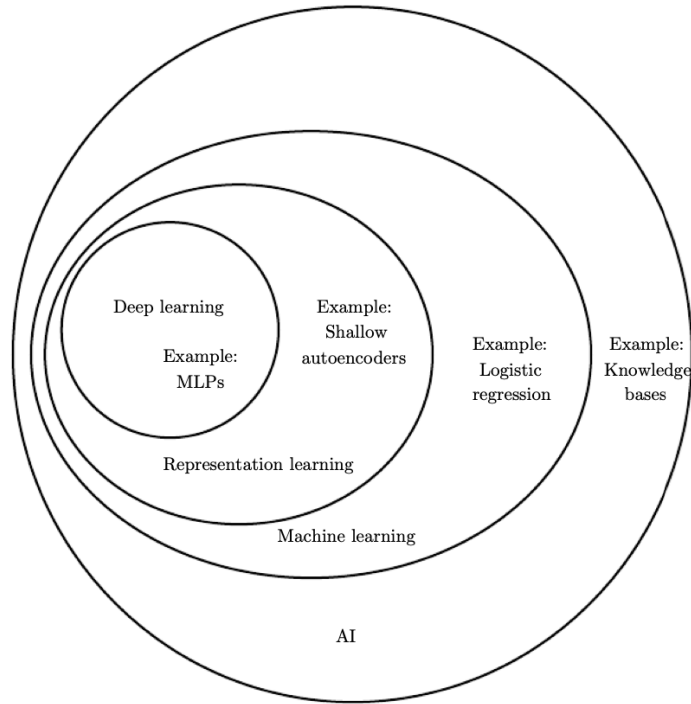 Deep learning
Example:
MLPs
Example:
Shallow
autoencoders
Example:
Logistic
regression
Example:
Knowledge
bases
Representation learning
Machine learning
AI